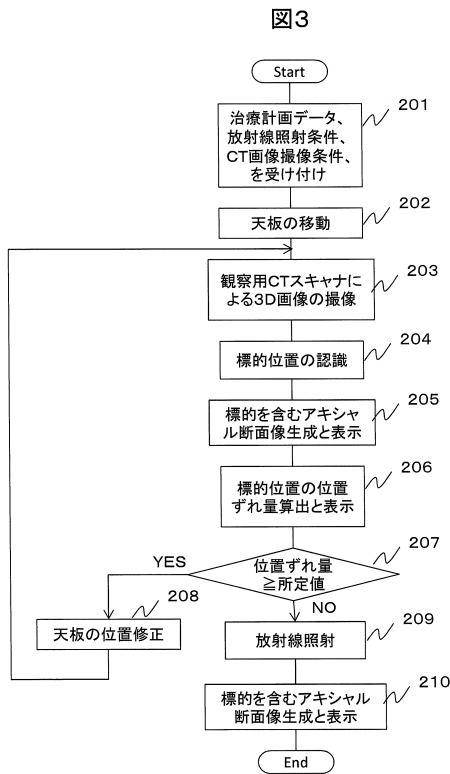 図3
Start
201
治療計画データ、
放射線照射条件、
CT画像撮像条件、
を受け付け
202
天板の移動
203
観察用CTスキャナに
よる3D画像の撮像
204
標的位置の認識
205
標的を含むアキシャ
ル断面像生成と表示
206
標的位置の位置
ずれ量算出と表示
207
位置ずれ量
≧所定値
YES
NO
208
天板の位置修正
209
放射線照射
210
標的を含むアキシャル
断面像生成と表示
End